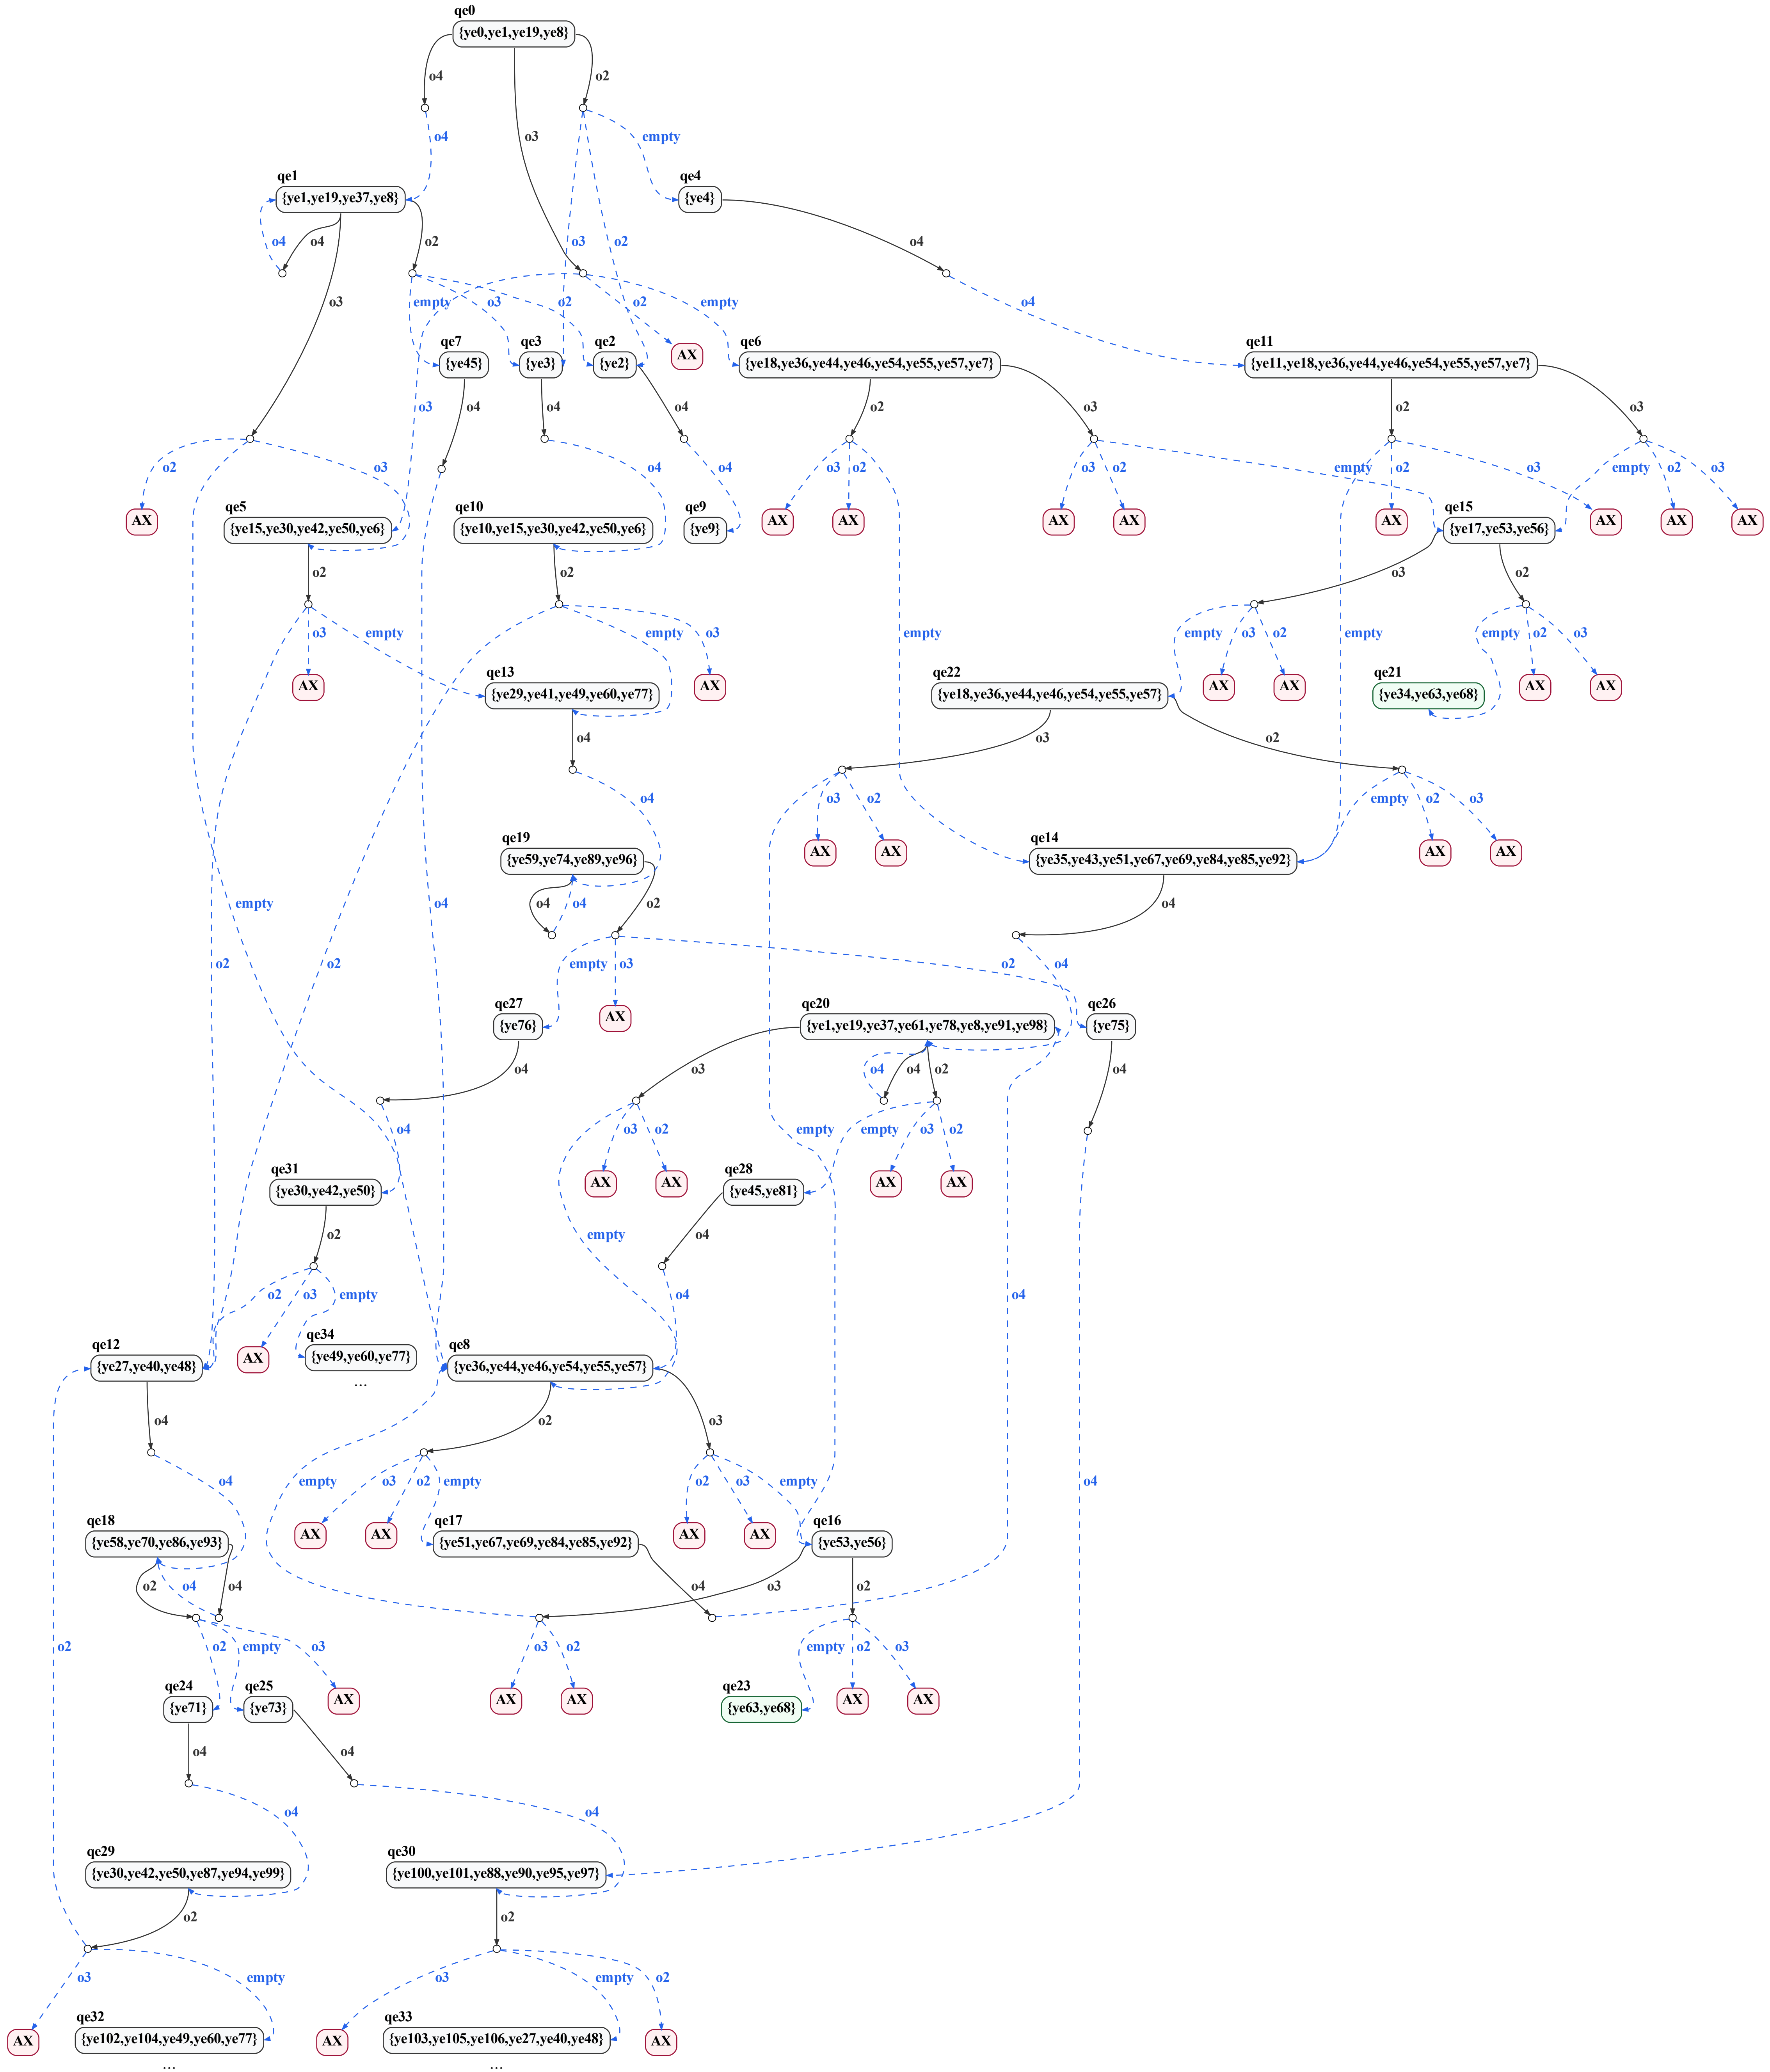 qe0
{ye0,ye1,ye19,ye8}
o4
o2
o4
o3
empty
qe1
{ye1,ye19,ye37,ye8}
qe4
{ye4}
o4
o4
o2
o3
o2
o4
o3
empty
o3
o2
o2
empty
o4
qe7
{ye45}
qe3
{ye3}
qe2
{ye2}
AX
qe6
{ye18,ye36,ye44,ye46,ye54,ye55,ye57,ye7}
qe11
{ye11,ye18,ye36,ye44,ye46,ye54,ye55,ye57,ye7}
o3
o4
o4
o4
o2
o3
o2
o3
o2
o3
o4
o4
o3
o2
o3
o2
empty
o2
o3
empty
o2
o3
AX
qe5
{ye15,ye30,ye42,ye50,ye6}
qe10
{ye10,ye15,ye30,ye42,ye50,ye6}
qe9
{ye9}
AX
AX
AX
AX
AX
AX
qe15
{ye17,ye53,ye56}
AX
AX
o2
o2
o3
o2
o3
empty
empty
o3
empty
empty
empty
o3
o2
empty
o2
o3
AX
qe13
{ye29,ye41,ye49,ye60,ye77}
AX
qe22
{ye18,ye36,ye44,ye46,ye54,ye55,ye57}
AX
AX
qe21
{ye34,ye63,ye68}
AX
AX
o4
o3
o2
o4
o3
o2
empty
o2
o3
qe19
{ye59,ye74,ye89,ye96}
AX
AX
qe14
{ye35,ye43,ye51,ye67,ye69,ye84,ye85,ye92}
AX
AX
empty
o4
o4
o4
o2
o4
o2
o2
empty
o3
o2
o4
qe27
{ye76}
AX
qe20
{ye1,ye19,ye37,ye61,ye78,ye8,ye91,ye98}
qe26
{ye75}
o4
o3
o4
o4
o2
o4
o4
o3
o2
empty
empty
o3
o2
qe31
{ye30,ye42,ye50}
AX
AX
qe28
{ye45,ye81}
AX
AX
o2
empty
o4
o2
o3
empty
o4
o4
qe12
{ye27,ye40,ye48}
AX
qe34
{ye49,ye60,ye77}
...
qe8
{ye36,ye44,ye46,ye54,ye55,ye57}
o4
o2
o3
o4
empty
o3
o2
empty
o2
o3
empty
o4
qe18
{ye58,ye70,ye86,ye93}
AX
AX
qe17
{ye51,ye67,ye69,ye84,ye85,ye92}
AX
AX
qe16
{ye53,ye56}
o2
o4
o4
o4
o3
o2
o2
o2
empty
o3
o3
o2
empty
o2
o3
qe24
{ye71}
qe25
{ye73}
AX
AX
AX
qe23
{ye63,ye68}
AX
AX
o4
o4
o4
o4
qe29
{ye30,ye42,ye50,ye87,ye94,ye99}
qe30
{ye100,ye101,ye88,ye90,ye95,ye97}
o2
o2
o3
empty
o3
empty
o2
AX
qe32
{ye102,ye104,ye49,ye60,ye77}
...
AX
qe33
{ye103,ye105,ye106,ye27,ye40,ye48}
...
AX